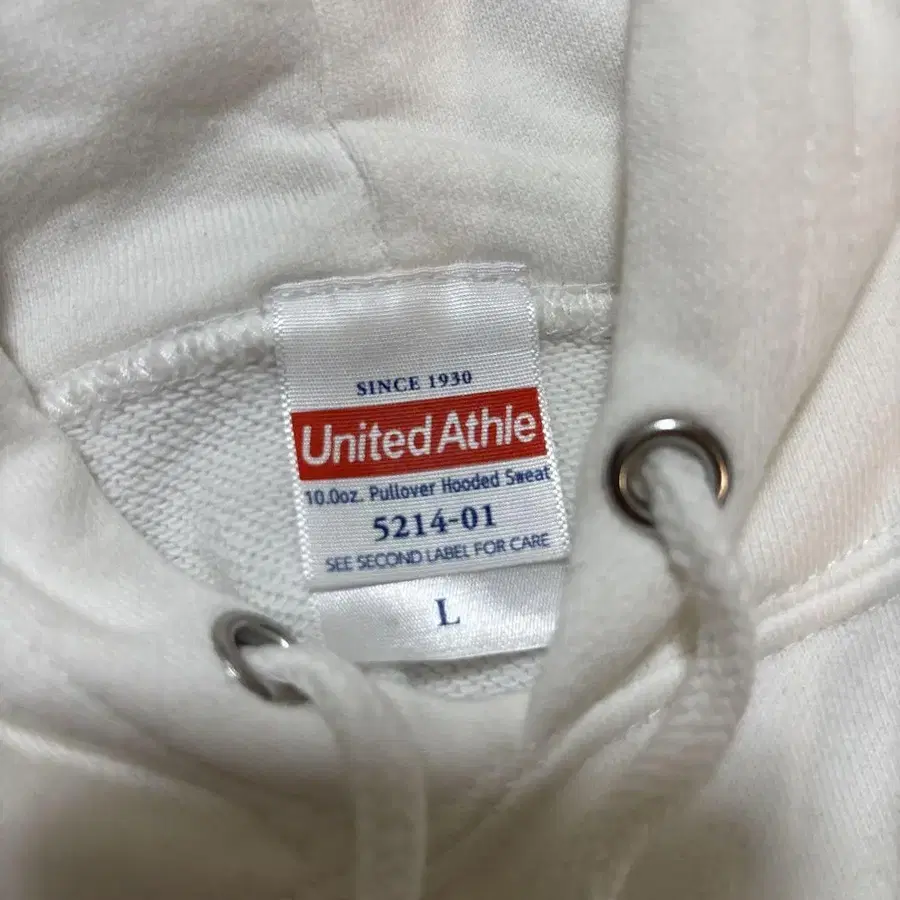 SINCE 1930
United Athle
10.0oz. Pullover Hooded Sweat
5214-01
SEE SECOND LABEL FOR CARE
L